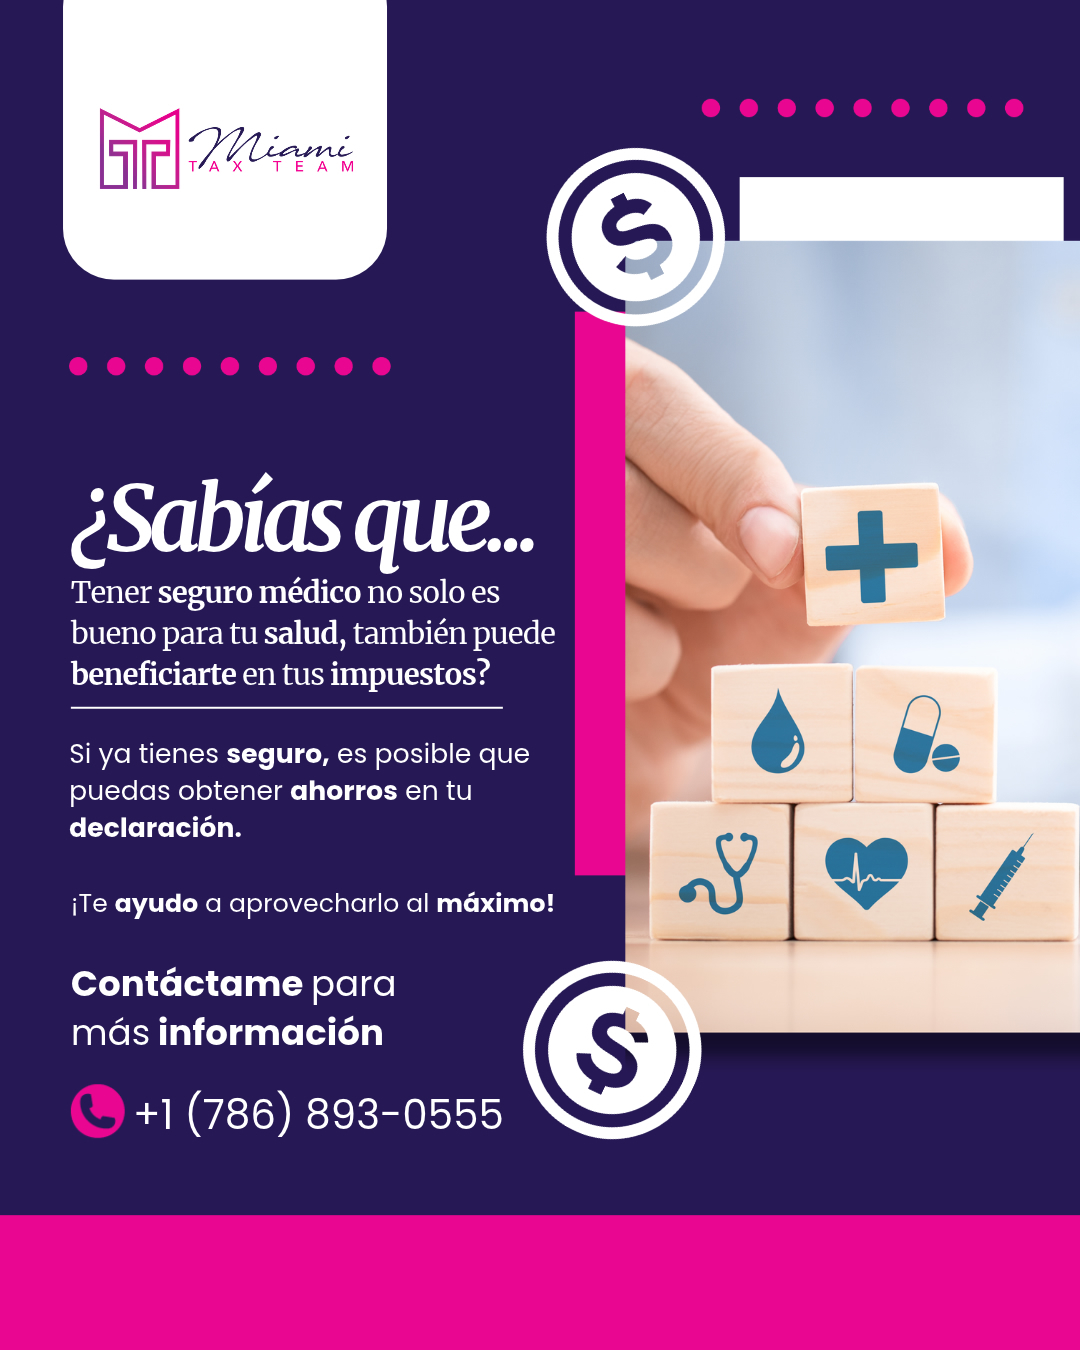 Miami
TAX TEAM
¿Sabías que...
Tener seguro médico no solo es
bueno para tu salud, también puede
beneficiarte en tus impuestos?
Si ya tienes seguro, es posible que
puedas obtener ahorros en tu
declaración.
¡Te ayudo a aprovecharlo al máximo!
Contáctame para
más información
+1 (786) 893-0555